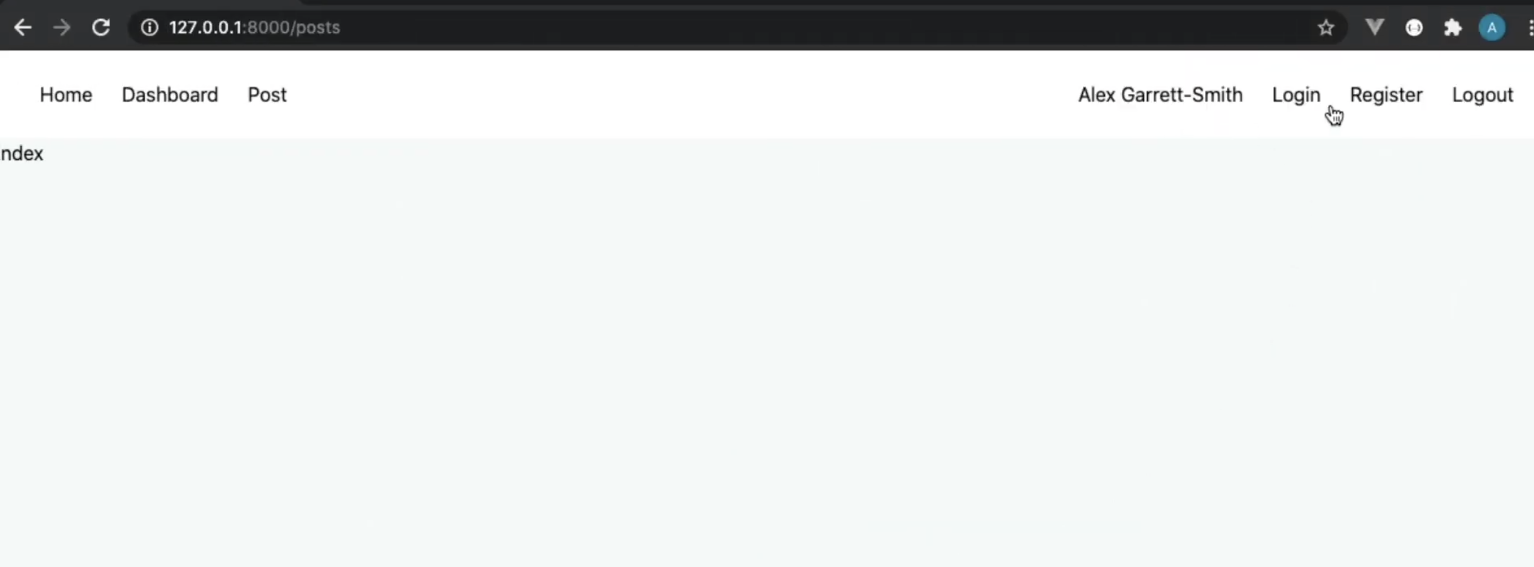 127.0.0.1:8000/posts
A
Home Dashboard Post Alex Garrett-Smith Login Register Logout
ndex